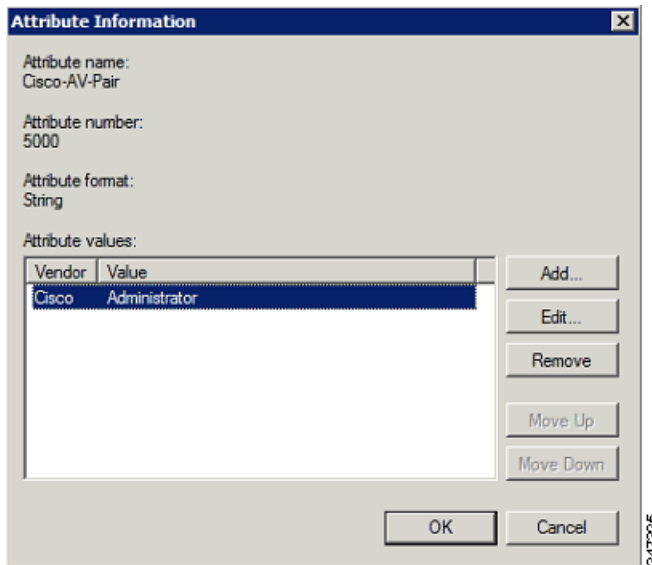 Attribute Information
Attribute name:
Cisco-AV-Pair
Attribute number:
5000
Attribute format:
String
Attribute values:
Vendor Value
Cisco Administrator
Add...
Edit...
Remove
Move Up
Move Down
OK Cancel